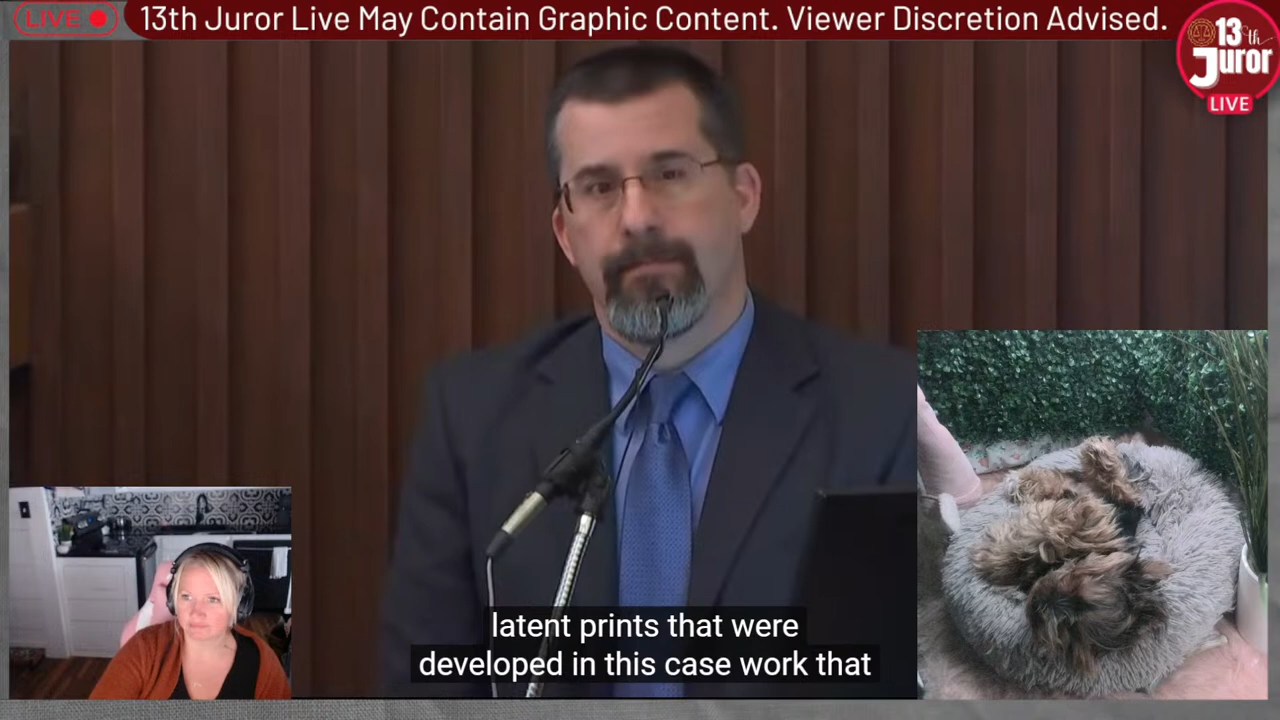 LIVE
13th Juror Live May Contain Graphic Content. Viewer Discretion Advised.
13th
Juror
LIVE
latent prints that were
developed in this case work that